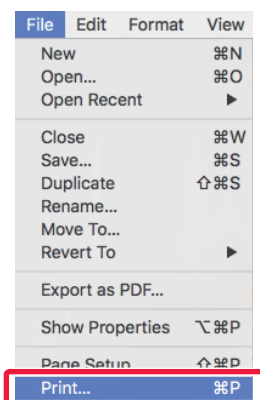 File Edit Format View
New ⌘N
Open... ⌘O
Open Recent ▶
Close ⌘W
Save... ⌘S
Duplicate ⇧⌘S
Rename...
Move To...
Revert To ▶
Export as PDF...
Show Properties ⌥⌘P
Page Setup ⇧⌘P
Print... ⌘P